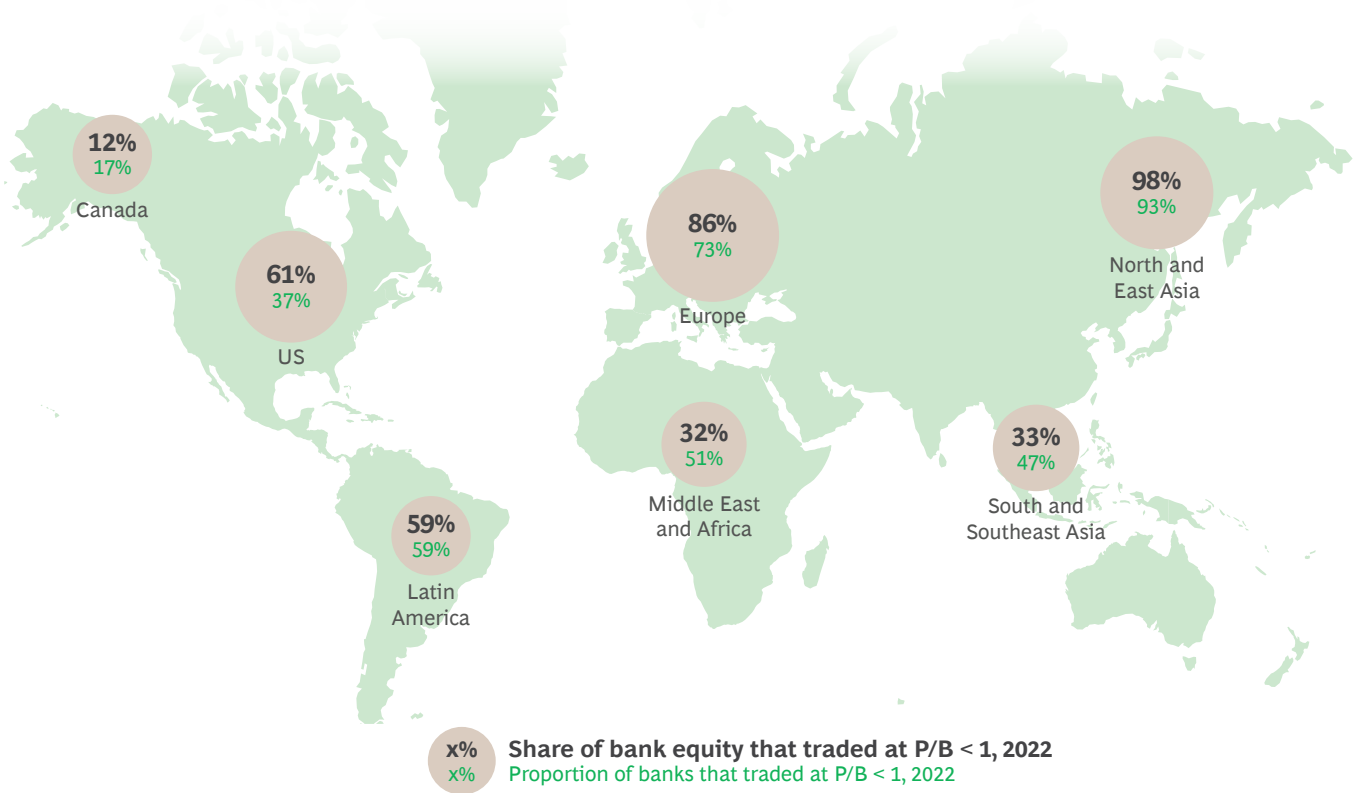 12%
17%
Canada
61%
37%
US
86%
73%
Europe
98%
93%
North and
East Asia
32%
51%
Middle East
and Africa
33%
47%
South and
Southeast Asia
59%
59%
Latin
America
x%
x%
Share of bank equity that traded at P/B < 1, 2022
Proportion of banks that traded at P/B < 1, 2022